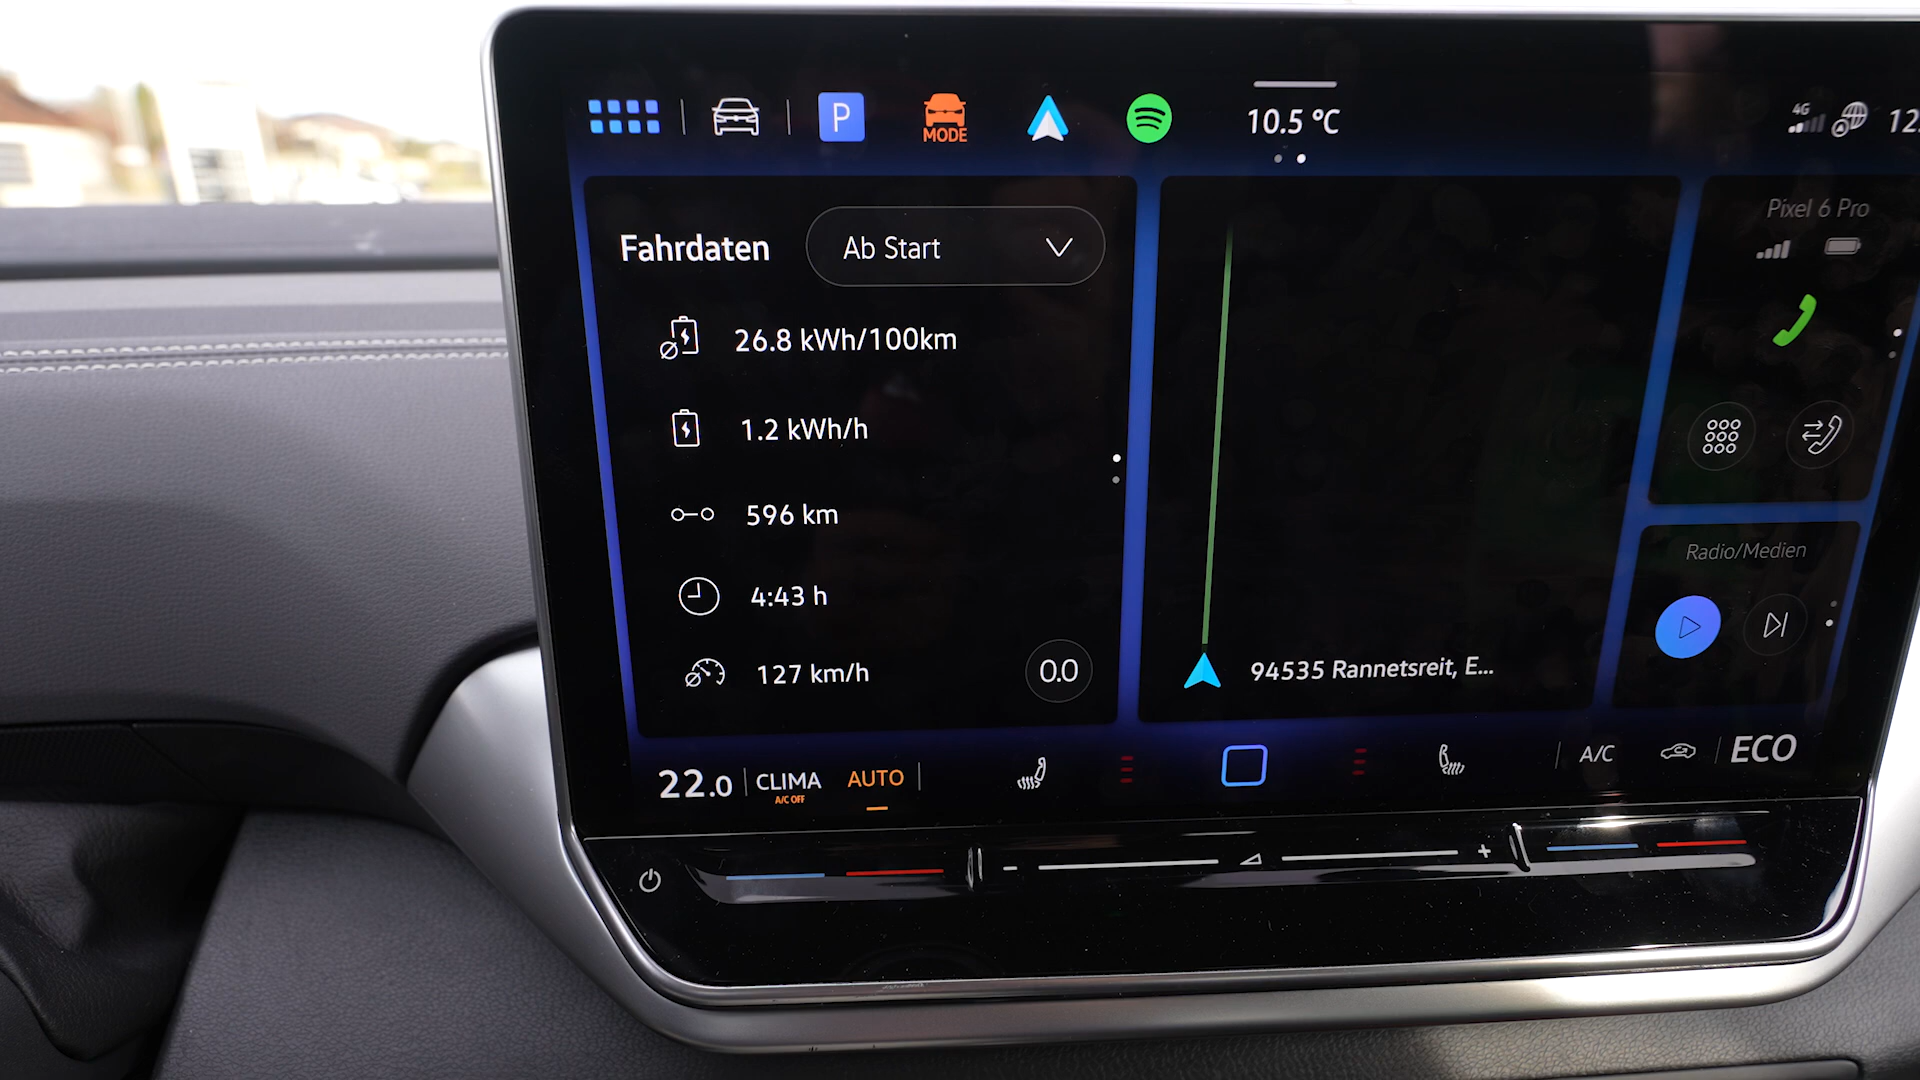 P
MODE
10.5 °C
4G
12
Fahrdaten
Ab Start
26.8 kWh/100km
1.2 kWh/h
596 km
4:43 h
127 km/h
0.0
94535 Rannetsreit, E...
Pixel 6 Pro
Radio/Medien
22.0
CLIMA
A/C OFF
AUTO
A/C
ECO
- +